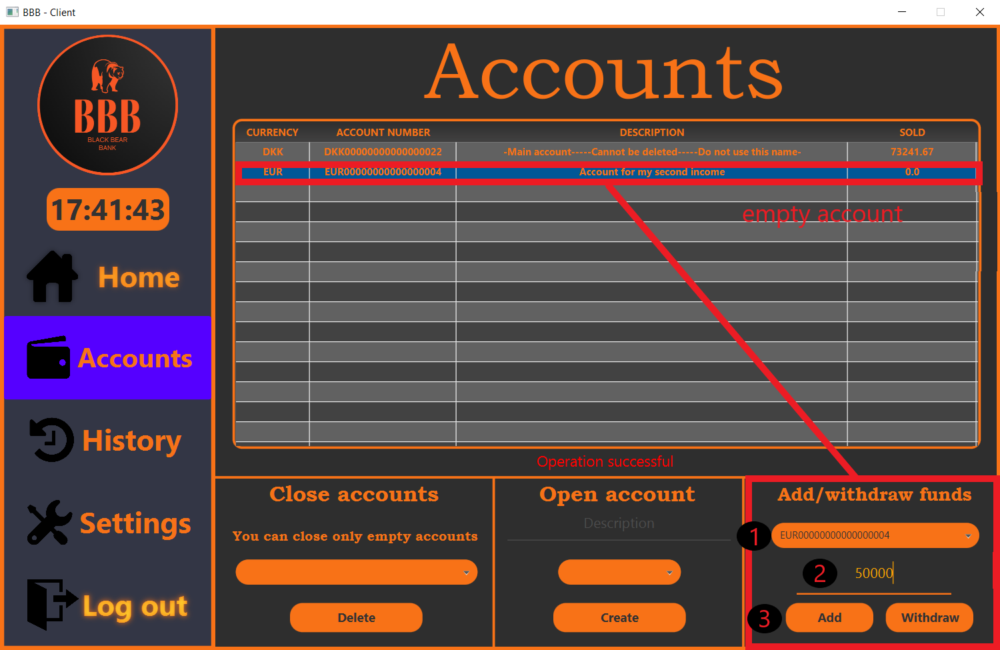 BBB - Client
BBB
BLACK BEAR
BANK
17:41:43
Home
Accounts
History
Settings
Log out
Accounts
CURRENCY ACCOUNT NUMBER DESCRIPTION SOLD
DKK DKK00000000000000022 -Main account-----Cannot be deleted-----Do not use this name- 73241.67
EUR EUR00000000000000004 Account for my second income 0.0
empty account
Operation successful
Close accounts
You can close only empty accounts
Delete
Open account
Description
Create
Add/withdraw funds
1 EUR00000000000000004
2 50000
3 Add Withdraw